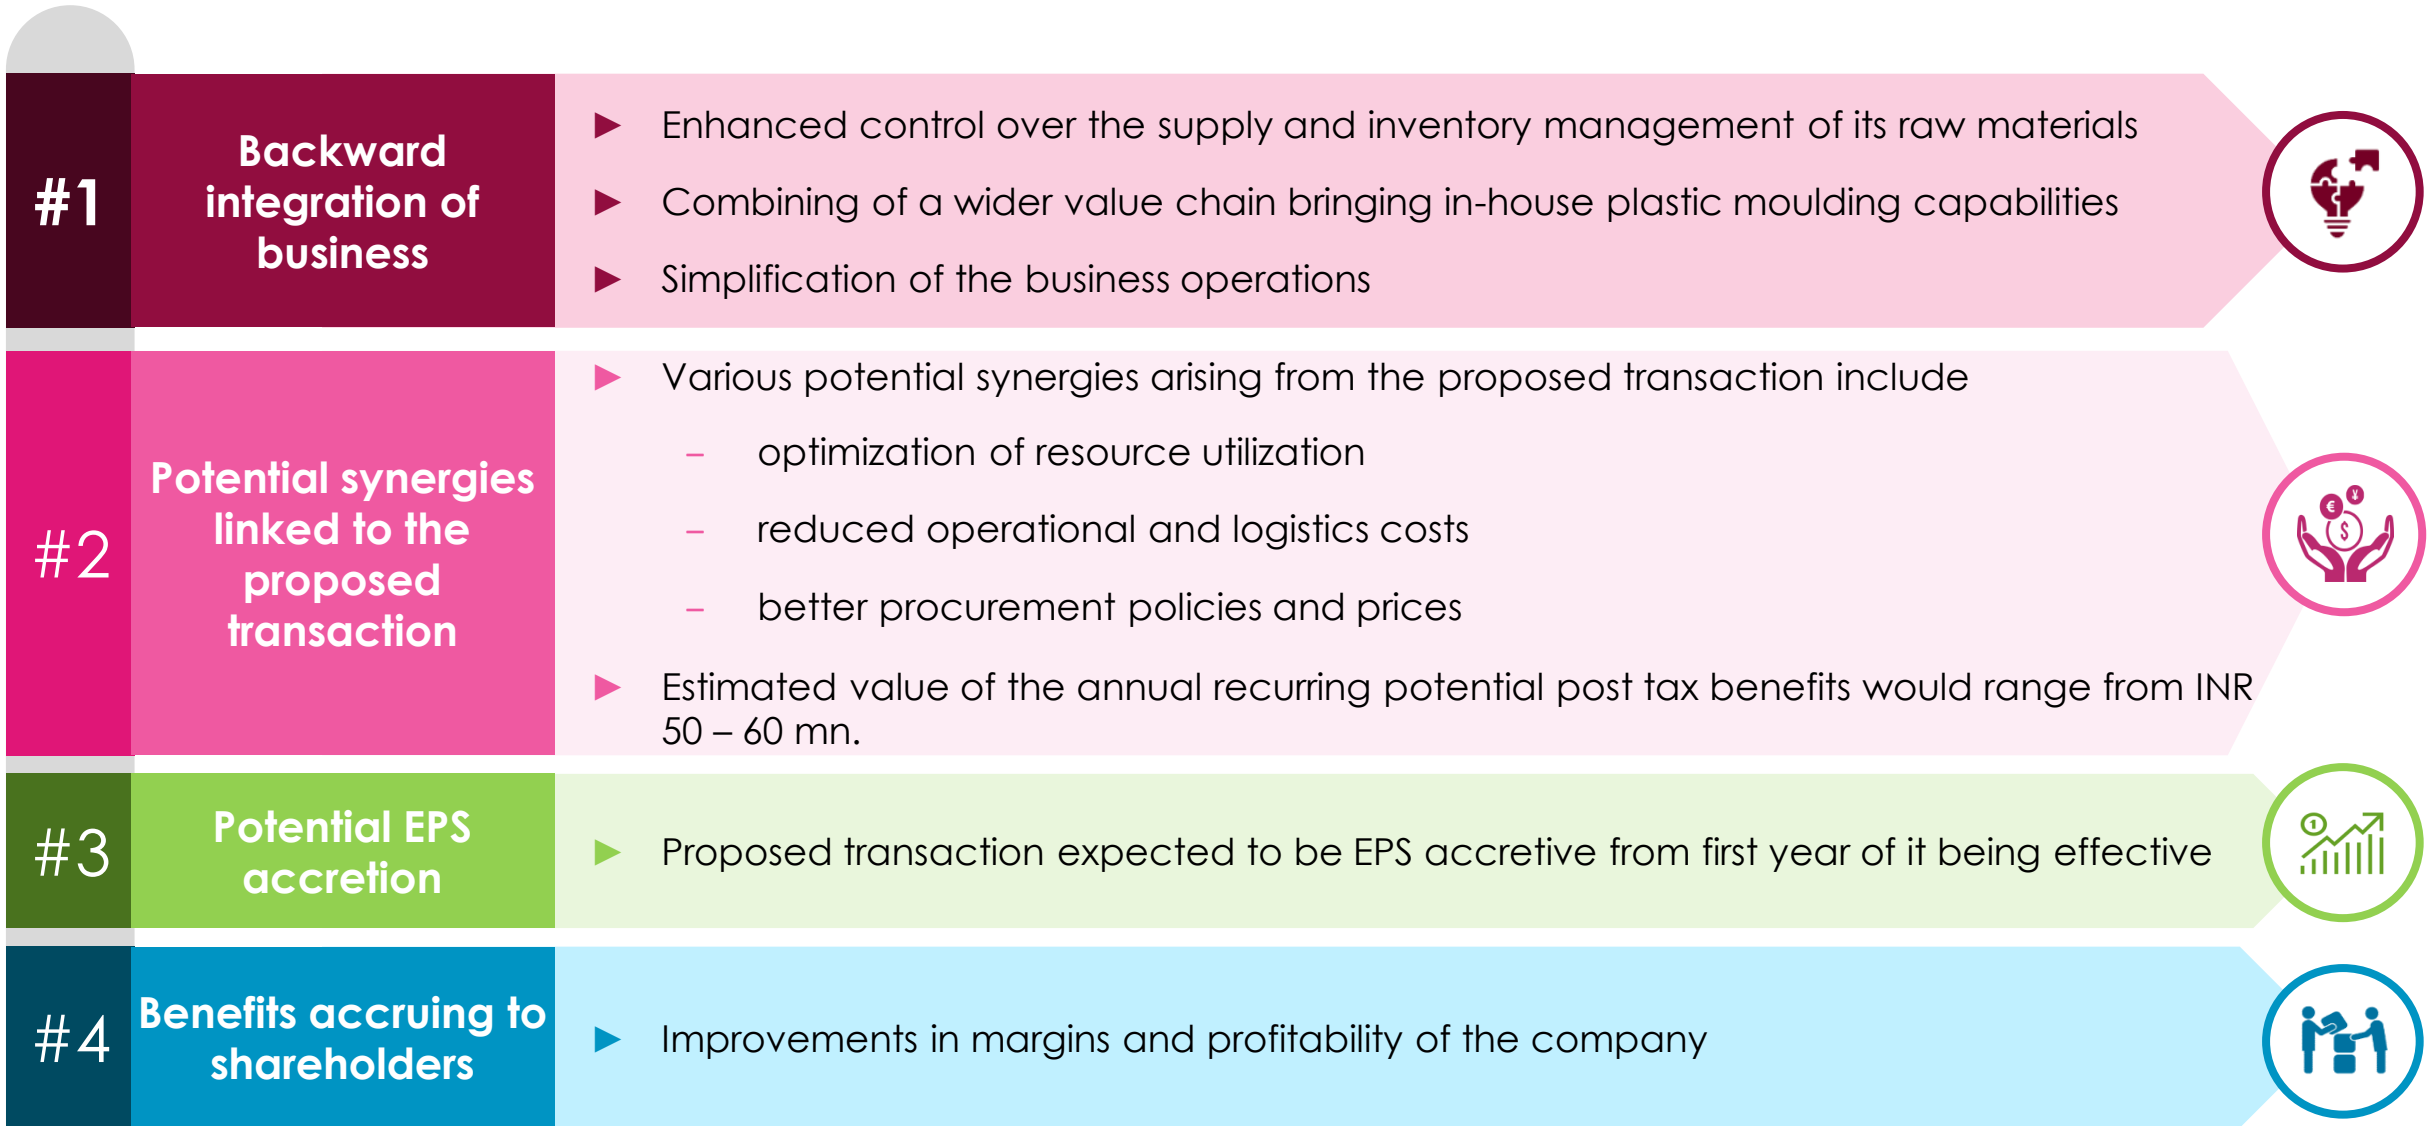 #1
Backward
integration of
business
► Enhanced control over the supply and inventory management of its raw materials
► Combining of a wider value chain bringing in-house plastic moulding capabilities
► Simplification of the business operations
#2
Potential synergies
linked to the
proposed
transaction
► Various potential synergies arising from the proposed transaction include
– optimization of resource utilization
– reduced operational and logistics costs
– better procurement policies and prices
► Estimated value of the annual recurring potential post tax benefits would range from INR
50 – 60 mn.
€ ¥
$
#3
Potential EPS
accretion
► Proposed transaction expected to be EPS accretive from first year of it being effective
1
#4
Benefits accruing to
shareholders
► Improvements in margins and profitability of the company